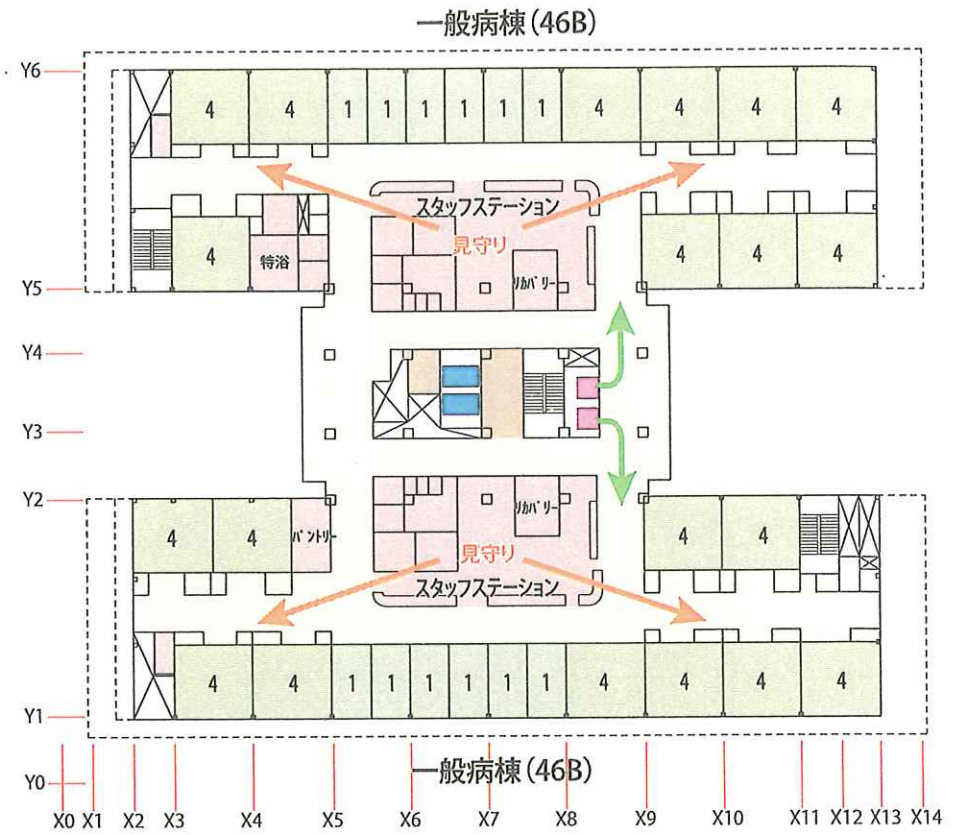 一般病棟(46B)
Y6
4 4 1 1 1 1 1 1 4 4 4 4
スタッフステーション
見守り
4 特浴 リカバリー 4 4 4
Y5
Y4
Y3
Y2
4 4 パントリー リカバリー 4 4
見守り
スタッフステーション
4 4 1 1 1 1 1 1 4 4 4 4
Y1
一般病棟(46B)
Y0
X0 X1 X2 X3 X4 X5 X6 X7 X8 X9 X10 X11 X12 X13 X14